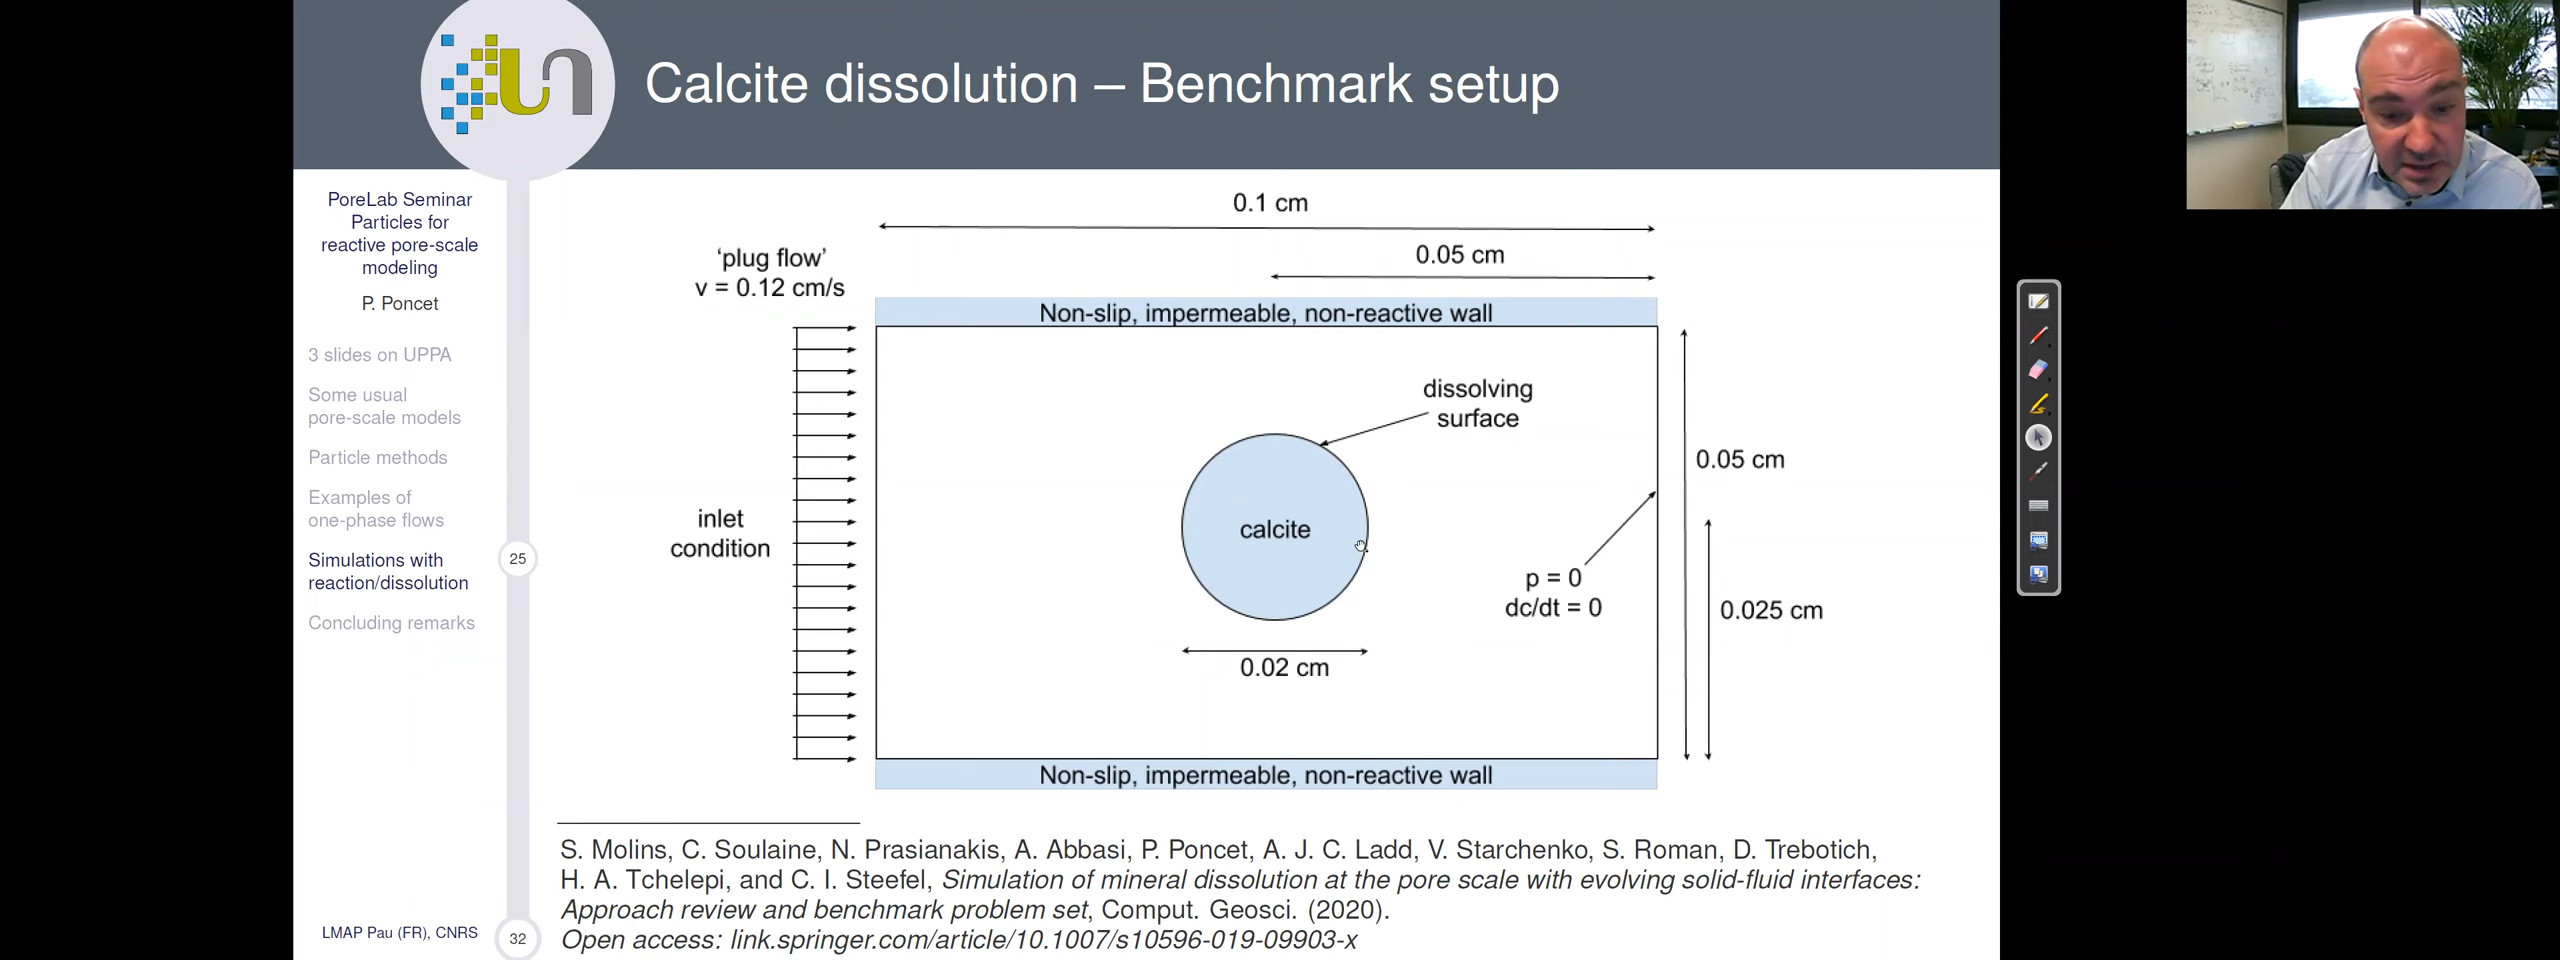 Calcite dissolution – Benchmark setup
PoreLab Seminar
Particles for
reactive pore-scale
modeling
P. Poncet
3 slides on UPPA
Some usual
pore-scale models
Particle methods
Examples of
one-phase flows
Simulations with
reaction/dissolution
Concluding remarks
25
LMAP Pau (FR), CNRS
32
0.1 cm
0.05 cm
‘plug flow’
v = 0.12 cm/s
Non-slip, impermeable, non-reactive wall
dissolving
surface
0.05 cm
inlet
condition
calcite
p = 0
dc/dt = 0
0.025 cm
0.02 cm
Non-slip, impermeable, non-reactive wall
S. Molins, C. Soulaine, N. Prasianakis, A. Abbasi, P. Poncet, A. J. C. Ladd, V. Starchenko, S. Roman, D. Trebotich,
H. A. Tchelepi, and C. I. Steefel, Simulation of mineral dissolution at the pore scale with evolving solid-fluid interfaces:
Approach review and benchmark problem set, Comput. Geosci. (2020).
Open access: link.springer.com/article/10.1007/s10596-019-09903-x